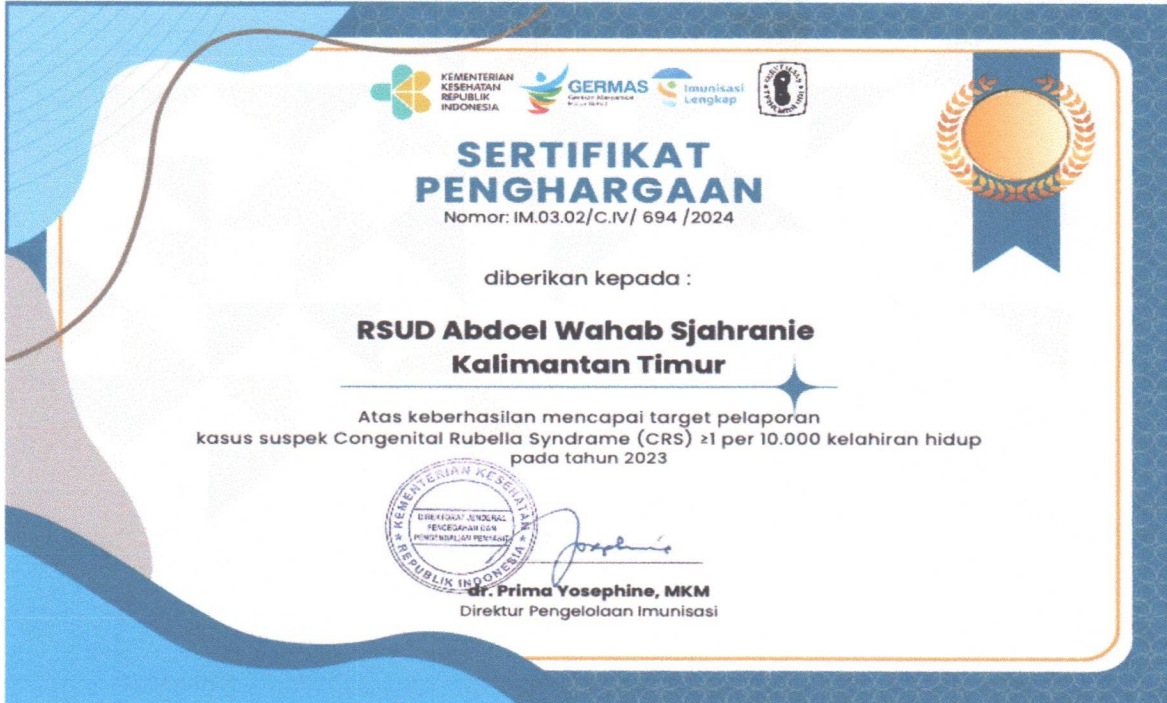 KEMENTERIAN
KESEHATAN
REPUBLIK
INDONESIA
GERMAS
Imunisasi
Lengkap
SERTIFIKAT
PENGHARGAAN
Nomor: IM.03.02/C.IV/ 694 /2024
diberikan kepada :
RSUD Abdoel Wahab Sjahranie
Kalimantan Timur
Atas keberhasilan mencapai target pelaporan
kasus suspek Congenital Rubella Syndrome (CRS) ≥1 per 10.000 kelahiran hidup
pada tahun 2023
KEMENTERIAN KESEHATAN
DIREKTORAT JENDERAL
PENCEGAHAN DAN
PENGENDALIAN PENYAKIT
REPUBLIK INDONESIA
dr. Prima Yosephine, MKM
Direktur Pengelolaan Imunisasi